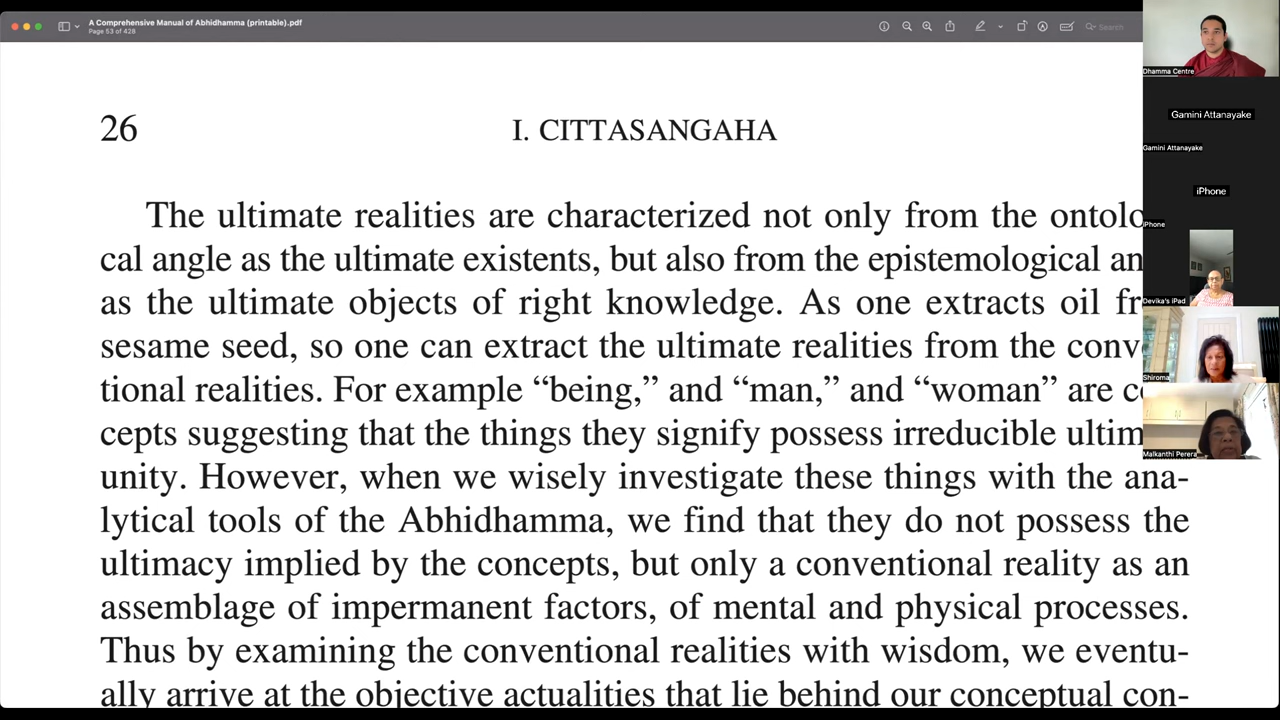 A Comprehensive Manual of Abhidhamma (printable).pdf
Page 53 of 428
Search
26
I. CITTASANGAHA
The ultimate realities are characterized not only from the ontolo
cal angle as the ultimate existents, but also from the epistemological an
as the ultimate objects of right knowledge. As one extracts oil fr
sesame seed, so one can extract the ultimate realities from the conv
tional realities. For example “being,” and “man,” and “woman” are c
cepts suggesting that the things they signify possess irreducible ultim
unity. However, when we wisely investigate these things with the ana-
lytical tools of the Abhidhamma, we find that they do not possess the
ultimacy implied by the concepts, but only a conventional reality as an
assemblage of impermanent factors, of mental and physical processes.
Thus by examining the conventional realities with wisdom, we eventu-
ally arrive at the objective actualities that lie behind our conceptual con-
Dhamma Centre
Gamini Attanayake
Gamini Attanayake
iPhone
iPhone
Devika's iPad
Shiroma
Malkanthi Perera